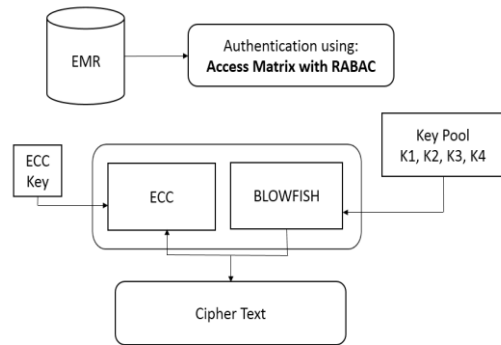 EMR
Authentication using:
Access Matrix with RABAC
ECC
Key
ECC
BLOWFISH
Key Pool
K1, K2, K3, K4
Cipher Text